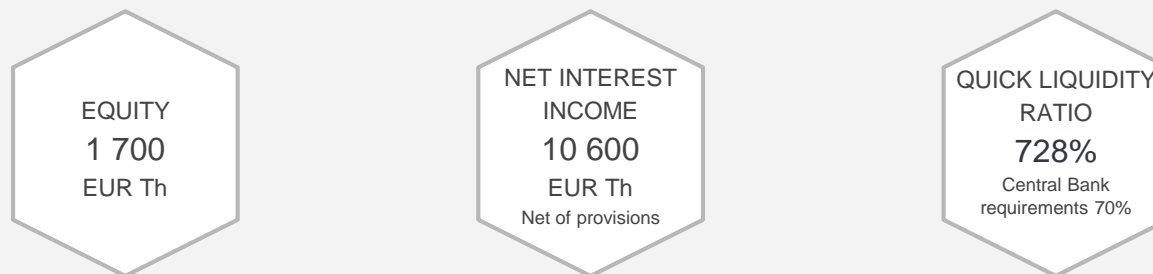 EQUITY
1 700
EUR Th
NET INTEREST
INCOME
10 600
EUR Th
Net of provisions
QUICK LIQUIDITY
RATIO
728%
Central Bank
requirements 70%